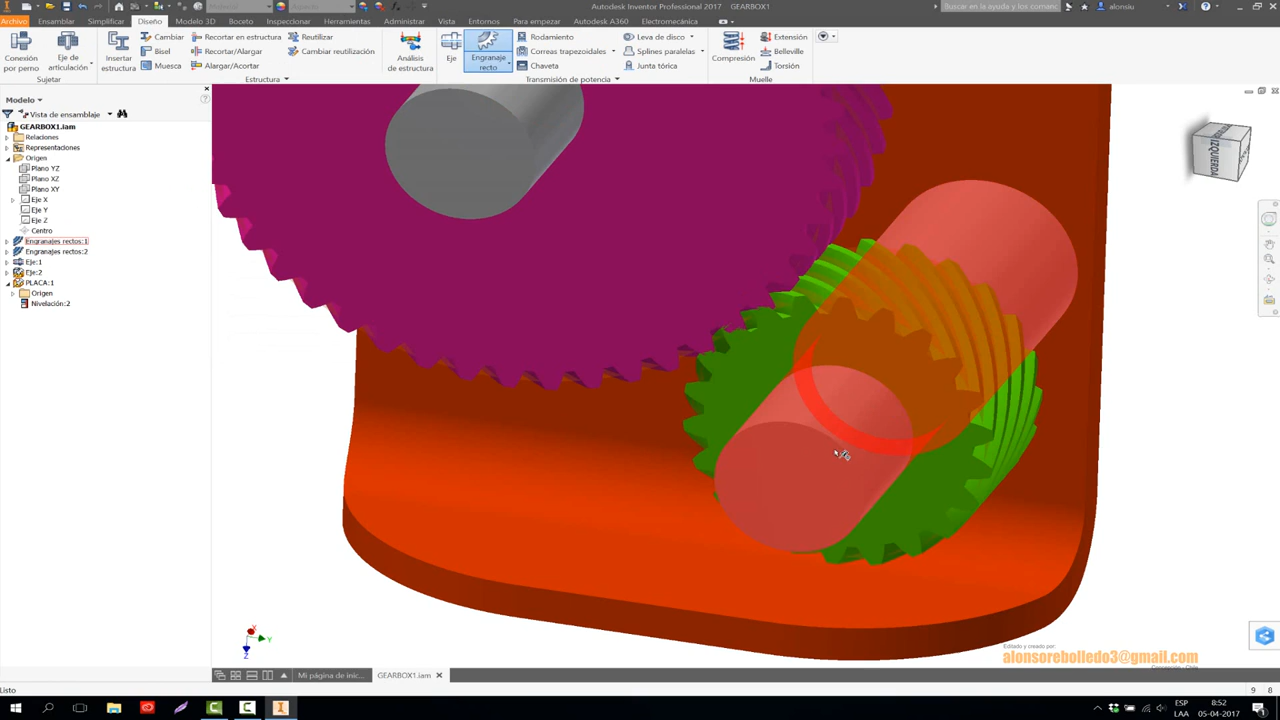 Material
Aspecto
Autodesk Inventor Professional 2017 GEARBOX1
Buscar en la ayuda y los comanc
alonsiu
Archivo Ensamblar Simplificar Diseño Modelo 3D Boceto Inspeccionar Herramientas Administrar Vista Entornos Para empezar Autodesk A360 Electromecánica
Conexión por perno
Eje de articulación
Sujetar
Insertar estructura
Cambiar
Bisel
Muesca
Recortar en estructura
Recortar/Alargar
Alargar/Acortar
Reutilizar
Cambiar reutilización
Estructura
Análisis de estructura
Eje
Engranaje recto
Rodamiento
Correas trapezoidales
Chaveta
Leva de disco
Splines paralelas
Junta tórica
Transmisión de potencia
Compresión
Extensión
Belleville
Torsión
Muelle
Modelo
Vista de ensamblaje
GEARBOX1.iam
Relaciones
Representaciones
Origen
Plano YZ
Plano XZ
Plano XY
Eje X
Eje Y
Eje Z
Centro
Engranajes rectos:1
Engranajes rectos:2
Eje:1
Eje:2
PLACA:1
Origen
Nivelación:2
IZQUIERDA
X
Y
Z
Editado y creado por:
alonsorebolledo3@gmail.com
Concepción - Chile
Mi página de inic...
GEARBOX1.iam
Listo
9 8
ESP
LAA
8:52
05-04-2017